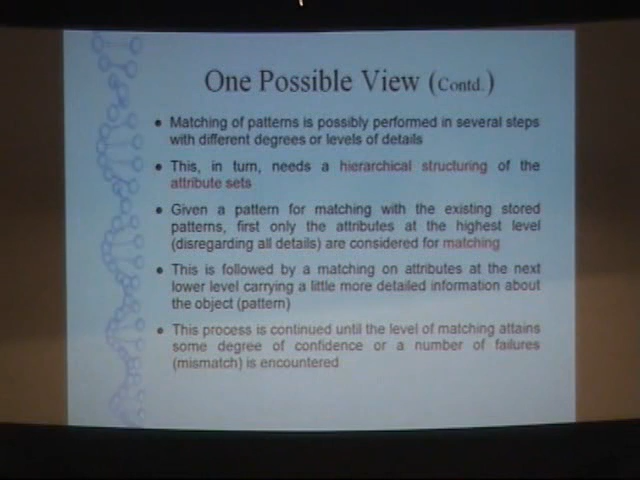 One Possible View (Contd.)
• Matching of patterns is possibly performed in several steps
with different degrees or levels of details
• This, in turn, needs a hierarchical structuring of the
attribute sets
• Given a pattern for matching with the existing stored
patterns, first only the attributes at the highest level
(disregarding all details) are considered for matching
• This is followed by a matching on attributes at the next
lower level carrying a little more detailed information about
the object (pattern)
• This process is continued until the level of matching attains
some degree of confidence or a number of failures
(mismatch) is encountered